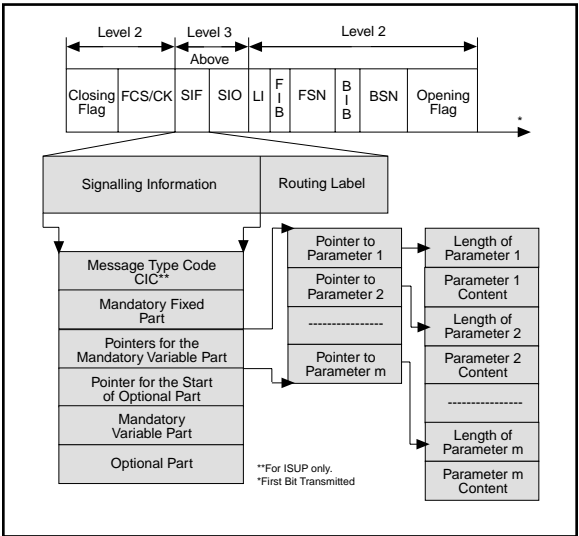 Level 2
Level 3
Level 2
Above
Closing
Flag
FCS/CK
SIF
SIO
LI
F
I
B
FSN
B
I
B
BSN
Opening
Flag
*
Signalling Information
Routing Label
Message Type Code
CIC**
Mandatory Fixed
Part
Pointers for the
Mandatory Variable Part
Pointer for the Start
of Optional Part
Mandatory
Variable Part
Optional Part
Pointer to
Parameter 1
Pointer to
Parameter 2
----------------
Pointer to
Parameter m
Length of
Parameter 1
Parameter 1
Content
Length of
Parameter 2
Parameter 2
Content
----------------
Length of
Parameter m
Parameter m
Content
**For ISUP only.
*First Bit Transmitted